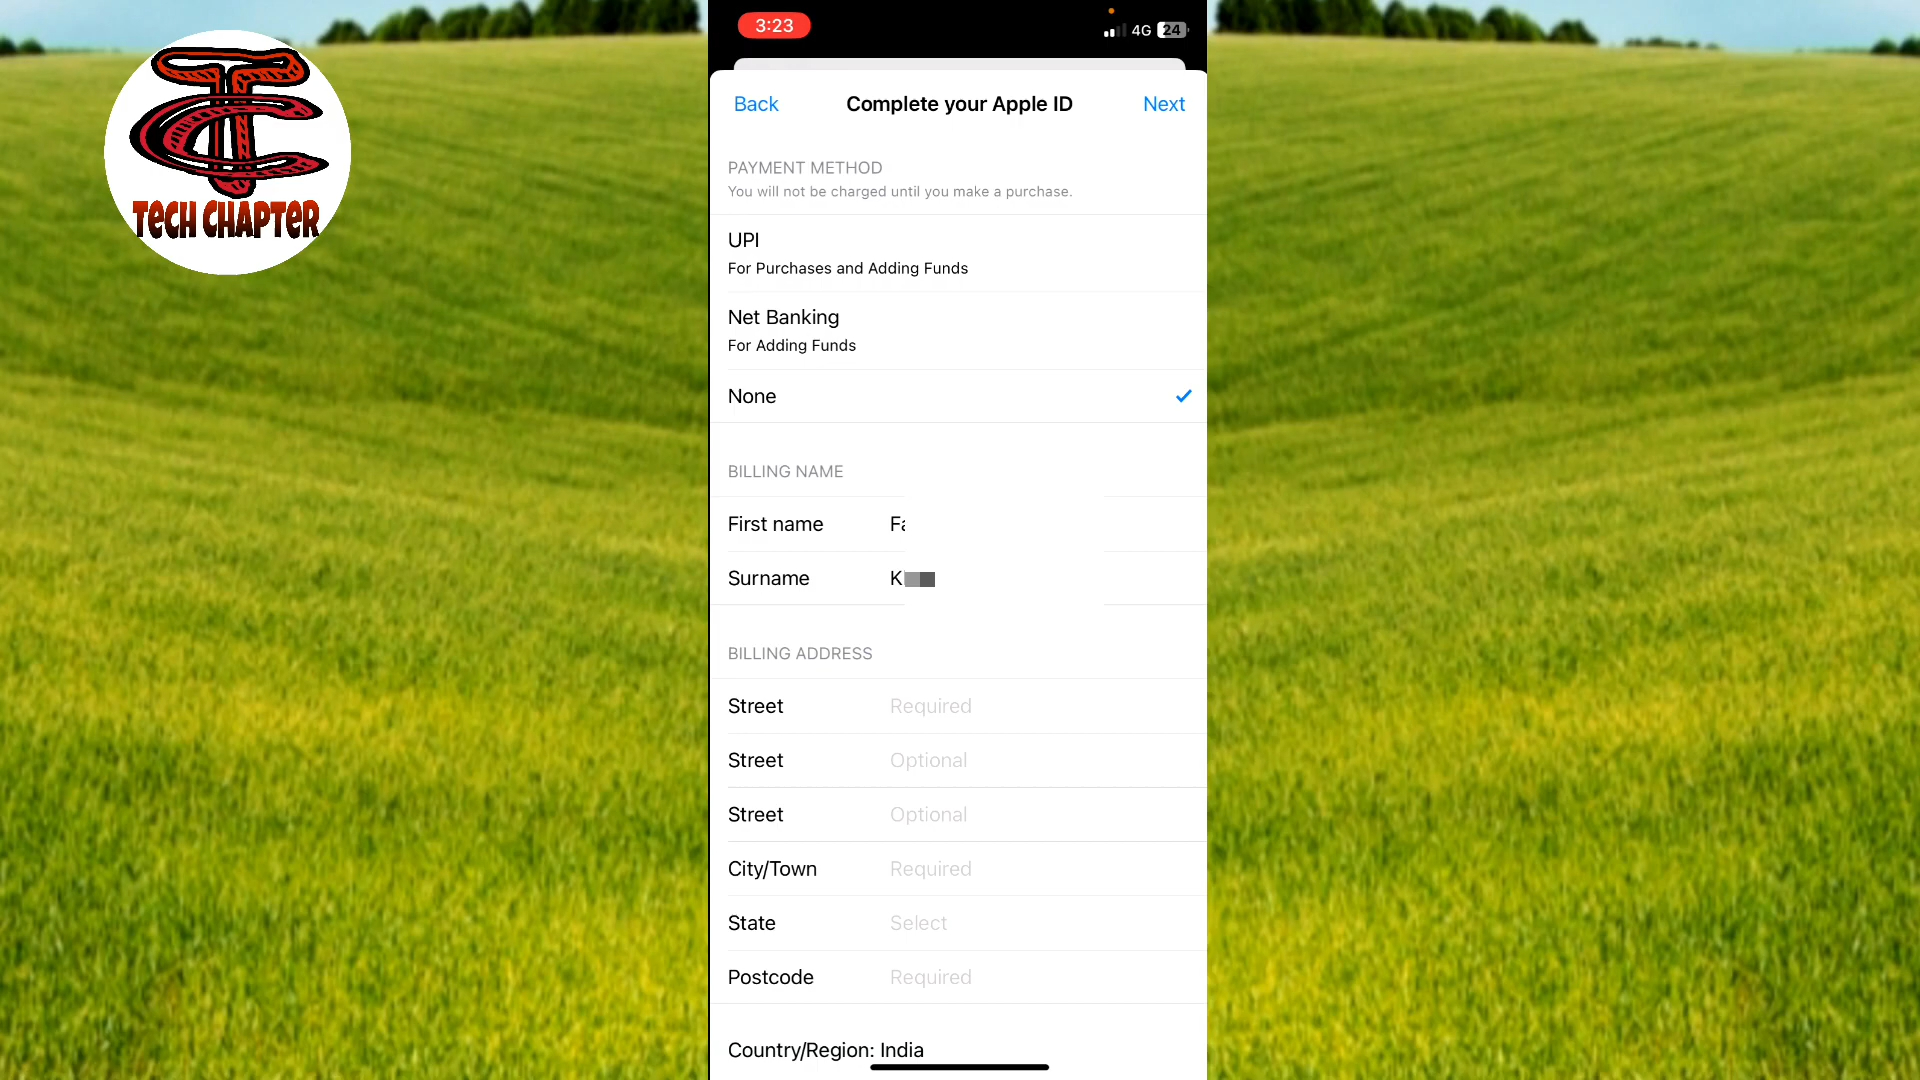 TECH CHAPTER
3:23
4G 24
Back
Complete your Apple ID
Next
PAYMENT METHOD
You will not be charged until you make a purchase.
UPI
For Purchases and Adding Funds
Net Banking
For Adding Funds
None
BILLING NAME
First name
Surname
BILLING ADDRESS
Street Required
Street Optional
Street Optional
City/Town Required
State Select
Postcode Required
Country/Region: India